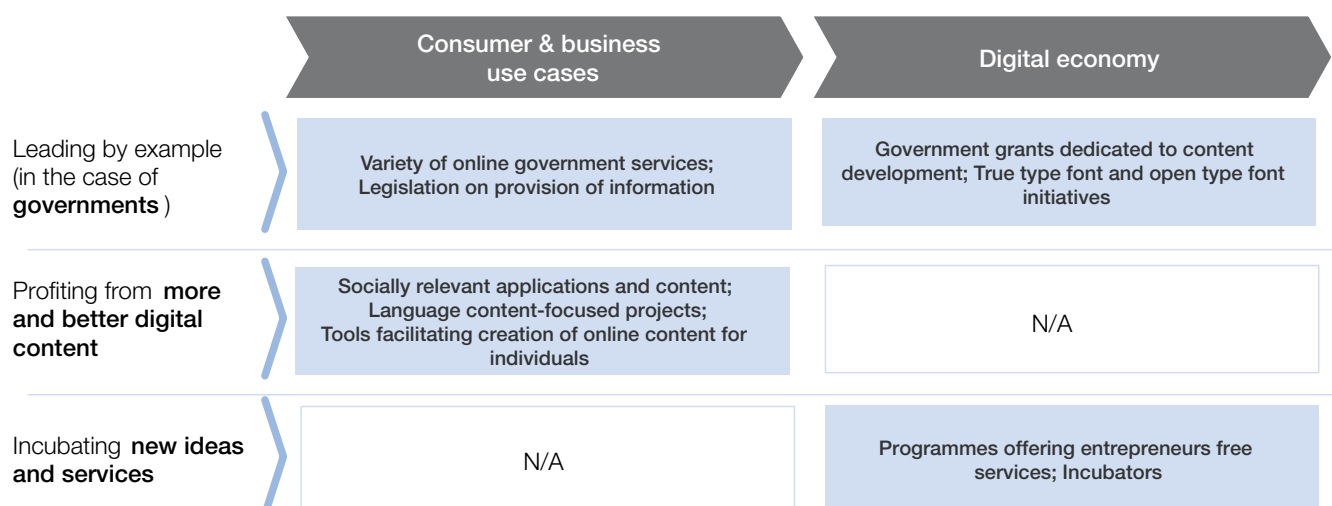 Consumer & business
use cases
Digital economy
Leading by example
(in the case of
governments )
Variety of online government services;
Legislation on provision of information
Government grants dedicated to content
development; True type font and open type font
initiatives
Profiting from more
and better digital
content
Socially relevant applications and content;
Language content-focused projects;
Tools facilitating creation of online content for
individuals
N/A
Incubating new ideas
and services
N/A
Programmes offering entrepreneurs free
services; Incubators